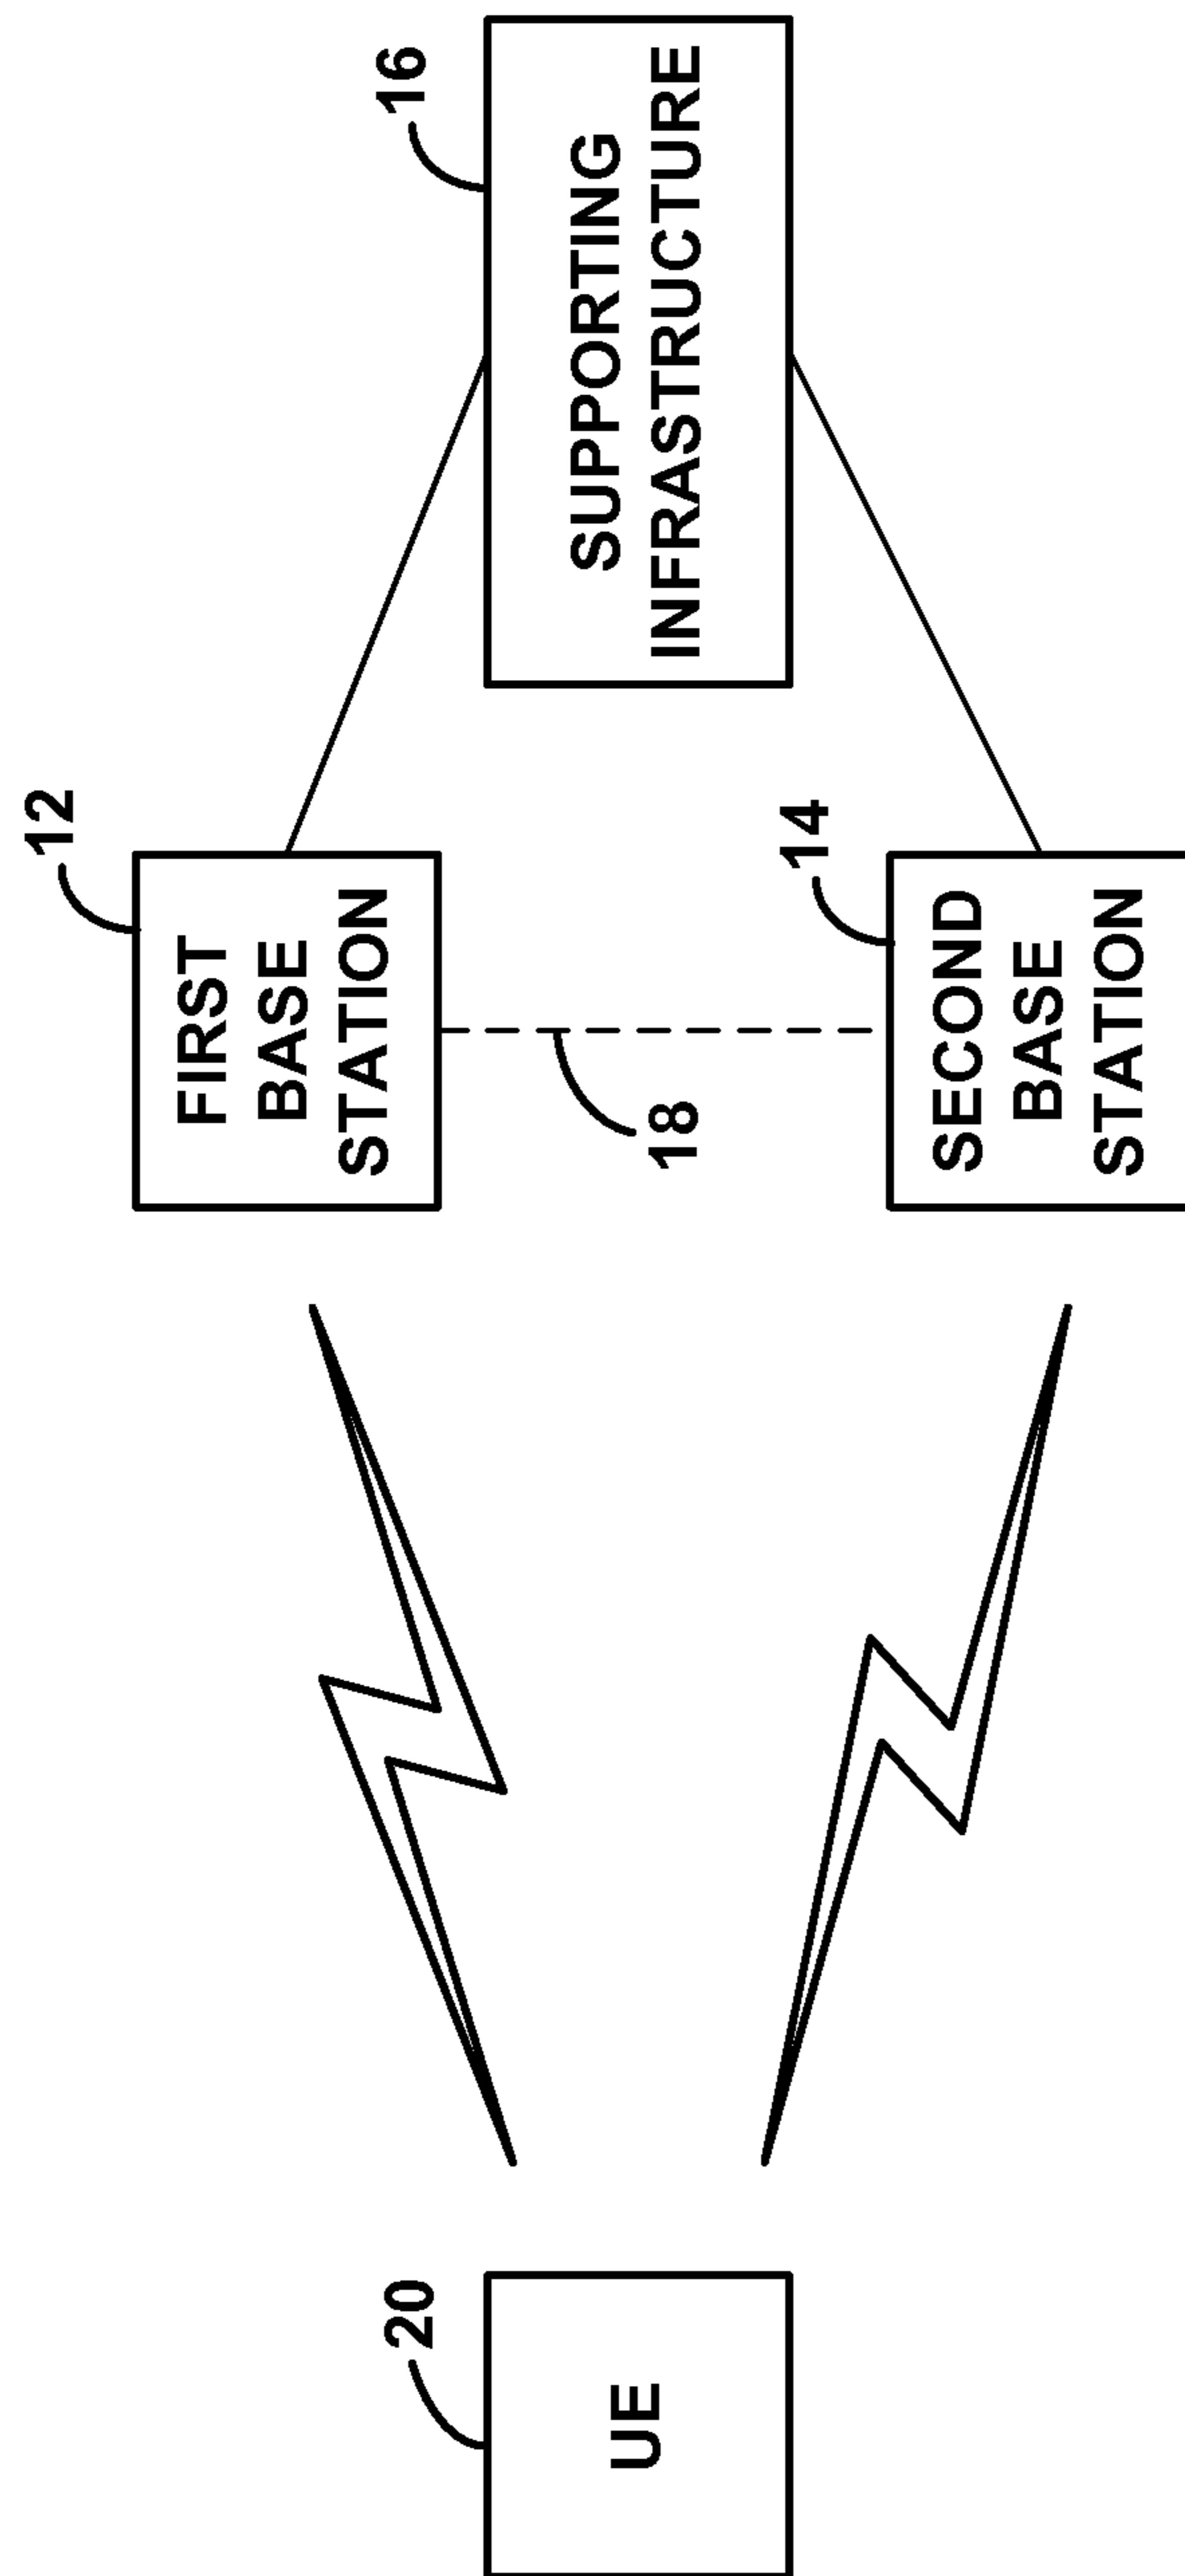 20
UE
12
FIRST
BASE
STATION
18
14
SECOND
BASE
STATION
16
SUPPORTING
INFRASTRUCTURE